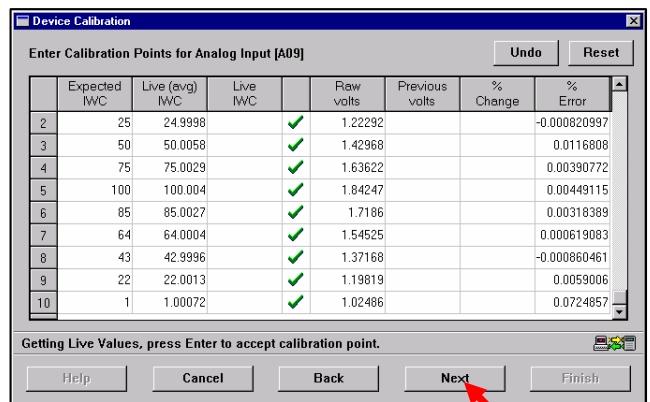 Device Calibration
Enter Calibration Points for Analog Input [A09]
Undo Reset
Expected IWC Live (avg) IWC Live IWC Raw volts Previous volts % Change % Error
2 25 24.9998 1.22292 -0.000820997
3 50 50.0058 1.42968 0.0116808
4 75 75.0029 1.63622 0.00390772
5 100 100.004 1.84247 0.00449115
6 85 85.0027 1.7186 0.00318389
7 64 64.0004 1.54525 0.000619083
8 43 42.9996 1.37168 -0.000860461
9 22 22.0013 1.19819 0.0059006
10 1 1.00072 1.02486 0.0724857
Getting Live Values, press Enter to accept calibration point.
Help Cancel Back Next Finish